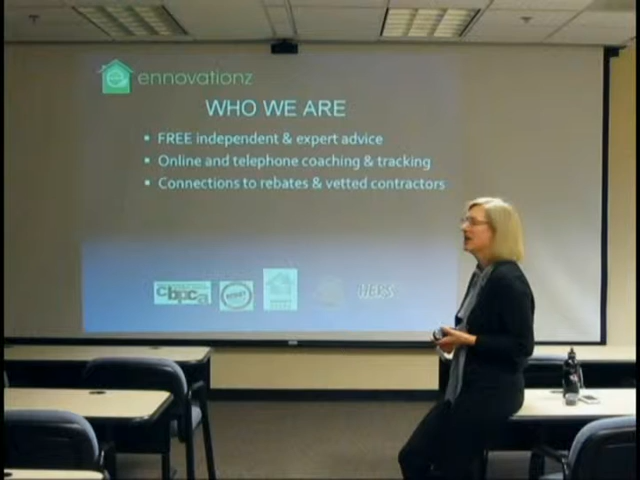 ennovationz
WHO WE ARE
• FREE independent & expert advice
• Online and telephone coaching & tracking
• Connections to rebates & vetted contractors
cbpca
HERS